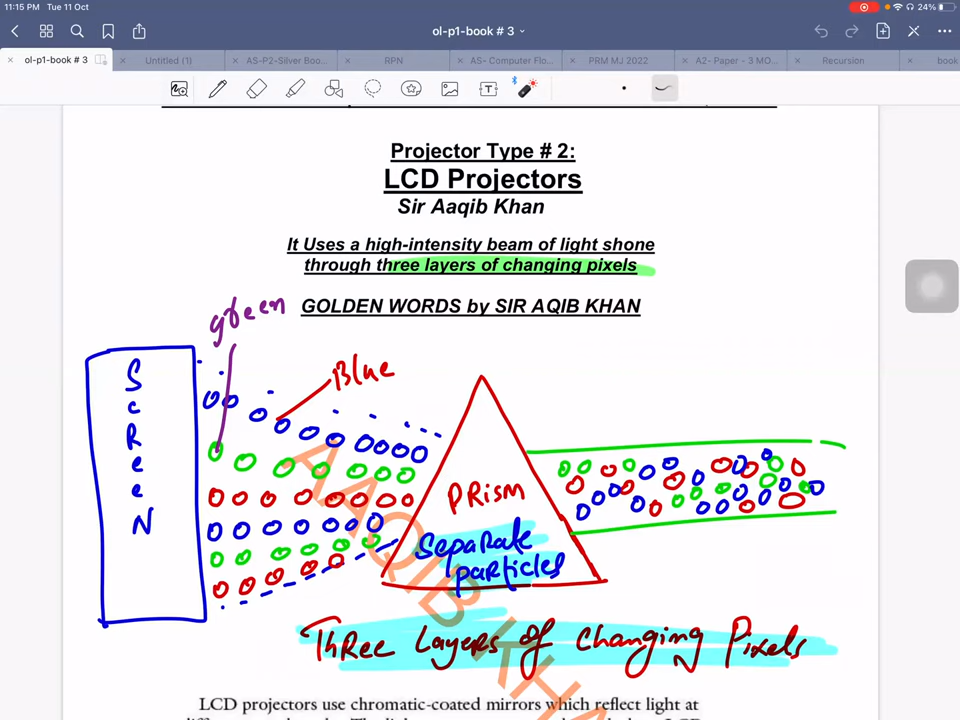 11:15 PM Tue 11 Oct
24%
ol-p1-book # 3
ol-p1-book # 3
Untitled (1)
AS-P2-Silver Boo...
RPN
AS- Computer Flo...
PRM MJ 2022
A2- Paper - 3 MO...
Recursion
book
Projector Type # 2:
LCD Projectors
Sir Aaqib Khan
It Uses a high-intensity beam of light shone
through three layers of changing pixels
GOLDEN WORDS by SIR AQIB KHAN
green
Blue
ScReeN
PRism
Separate
particles
AAQIB KHA
Three Layers of Changing Pixels
LCD projectors use chromatic-coated mirrors which reflect light at